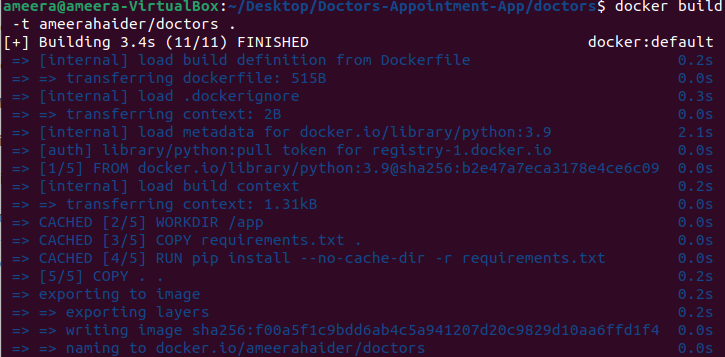 ameera@ameera-VirtualBox:~/Desktop/Doctors-Appointment-App/doctors$ docker build
-t ameerahaider/doctors .
[+] Building 3.4s (11/11) FINISHED docker:default
=> [internal] load build definition from Dockerfile 0.2s
=> => transferring dockerfile: 515B 0.0s
=> [internal] load .dockerignore 0.3s
=> => transferring context: 2B 0.0s
=> [internal] load metadata for docker.io/library/python:3.9 2.1s
=> [auth] library/python:pull token for registry-1.docker.io 0.0s
=> [1/5] FROM docker.io/library/python:3.9@sha256:b2e47a7eca3178e4ce6c09 0.0s
=> [internal] load build context 0.2s
=> => transferring context: 1.31kB 0.0s
=> CACHED [2/5] WORKDIR /app 0.0s
=> CACHED [3/5] COPY requirements.txt . 0.0s
=> CACHED [4/5] RUN pip install --no-cache-dir -r requirements.txt 0.0s
=> [5/5] COPY . . 0.2s
=> exporting to image 0.2s
=> => exporting layers 0.2s
=> => writing image sha256:f00a5f1c9bdd6ab4c5a941207d20c9829d10aa6ffd1f4 0.0s
=> => naming to docker.io/ameerahaider/doctors 0.0s